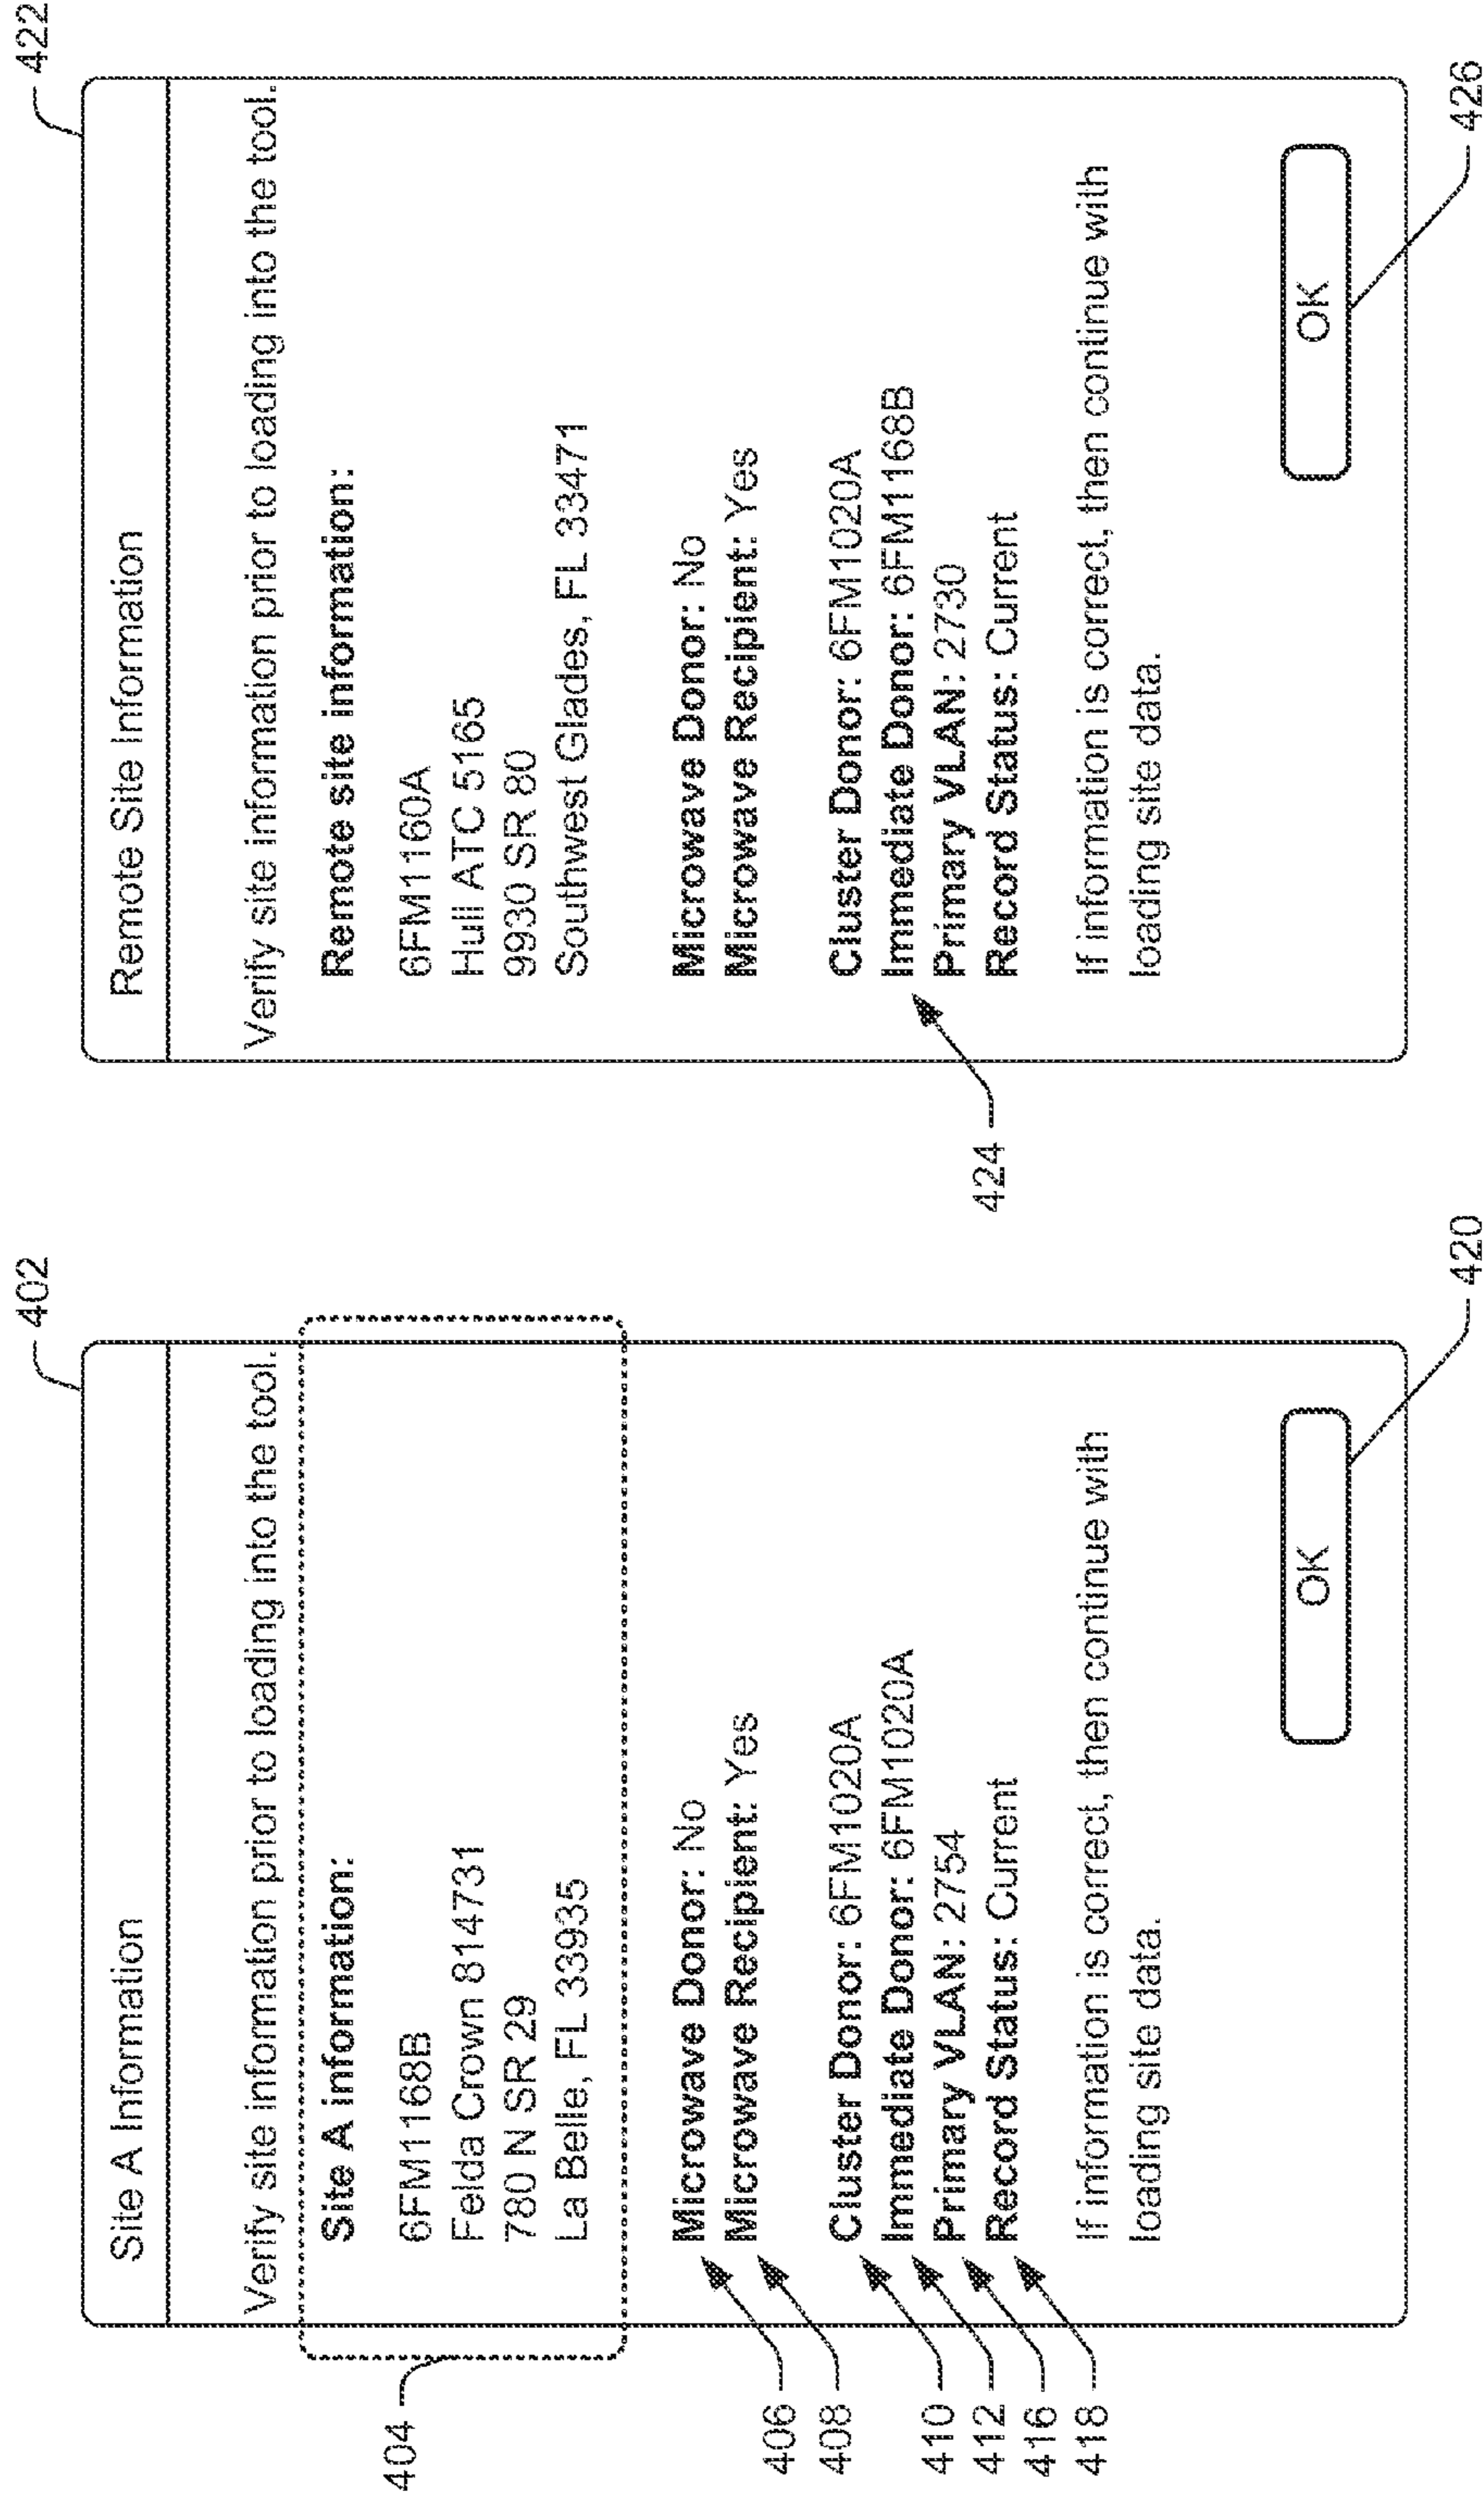 402
Site A Information
Verify site information prior to loading into the tool.
404
Site A information:
6FM1168B
Felda Crown 814731
780 N SR 29
La Belle, FL 33935
406
Microwave Donor: No
408
Microwave Recipient: Yes
410
Cluster Donor: 6FM1020A
412
Immediate Donor: 6FM1020A
416
Primary VLAN: 2754
418
Record Status: Current
If information is correct, then continue with
loading site data.
OK
420
422
Remote Site Information
Verify site information prior to loading into the tool.
Remote site information:
6FM1160A
Hull ATC 5165
9930 SR 80
Southwest Glades, FL 33471
Microwave Donor: No
Microwave Recipient: Yes
Cluster Donor: 6FM1020A
424
Immediate Donor: 6FM1168B
Primary VLAN: 2730
Record Status: Current
If information is correct, then continue with
loading site data.
OK
426